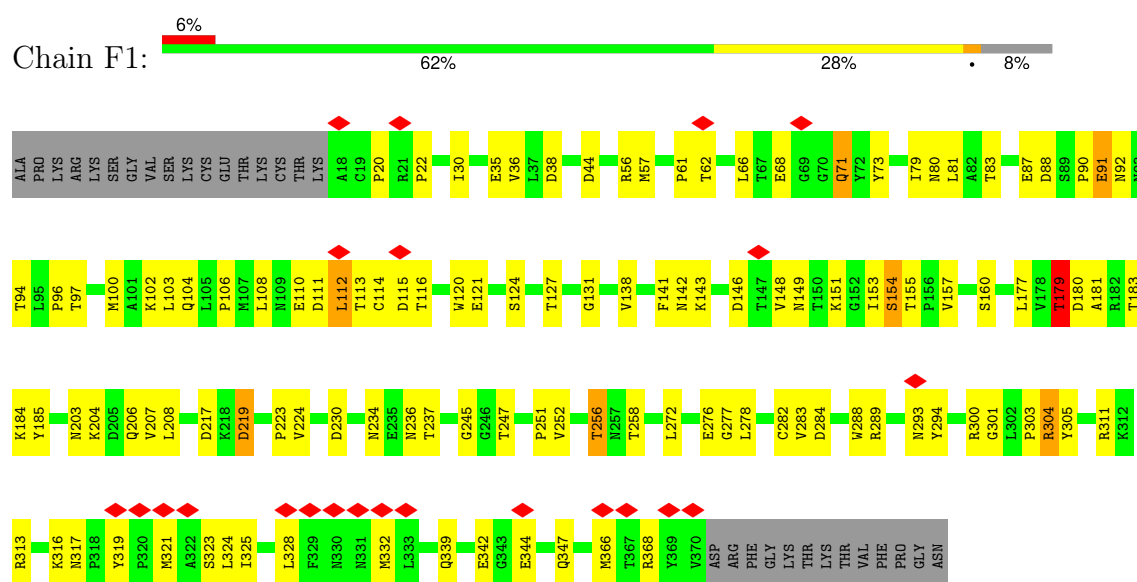 6%
Chain F1:
62% 28% • 8%
ALA PRO LYS ARG LYS SER GLY VAL SER LYS CYS GLU THR LYS CYS THR LYS A18 C19 P20 R21 P22 I30 E35 V36 L37 D38 D44 R56 M57 P61 T62 L66 T67 E68 G69 G70 Q71 Y72 Y73 I79 N80 L81 A82 T83 E87 D88 S89 P90 E91 N92
T94 L95 P96 T97 M100 A101 K102 L103 Q104 L105 P106 M107 L108 N109 E110 D111 L112 T113 C114 D115 T116 W120 E121 S124 T127 G131 V138 F141 N142 K143 D146 T147 V148 N149 T150 K151 G152 I153 S154 T155 P156 V157 S160 L177 V178 T179 D180 A181 R182 T183
K184 Y185 N203 K204 D205 Q206 V207 L208 D217 K218 D219 P223 V224 D230 N234 E235 N236 T237 G245 G246 T247 P251 V252 T256 N257 T258 L272 E276 G277 L278 C282 V283 D284 W288 R289 N293 Y294 R300 G301 L302 P303 R304 Y305 R311 K312
R313 K316 N317 P318 Y319 P320 M321 A322 S323 L324 I325 L328 F329 N330 N331 M332 L333 Q339 E342 G343 E344 Q347 M366 T367 R368 Y369 V370 ASP ARG PHE GLY LYS THR LYS THR VAL PHE PRO GLY ASN